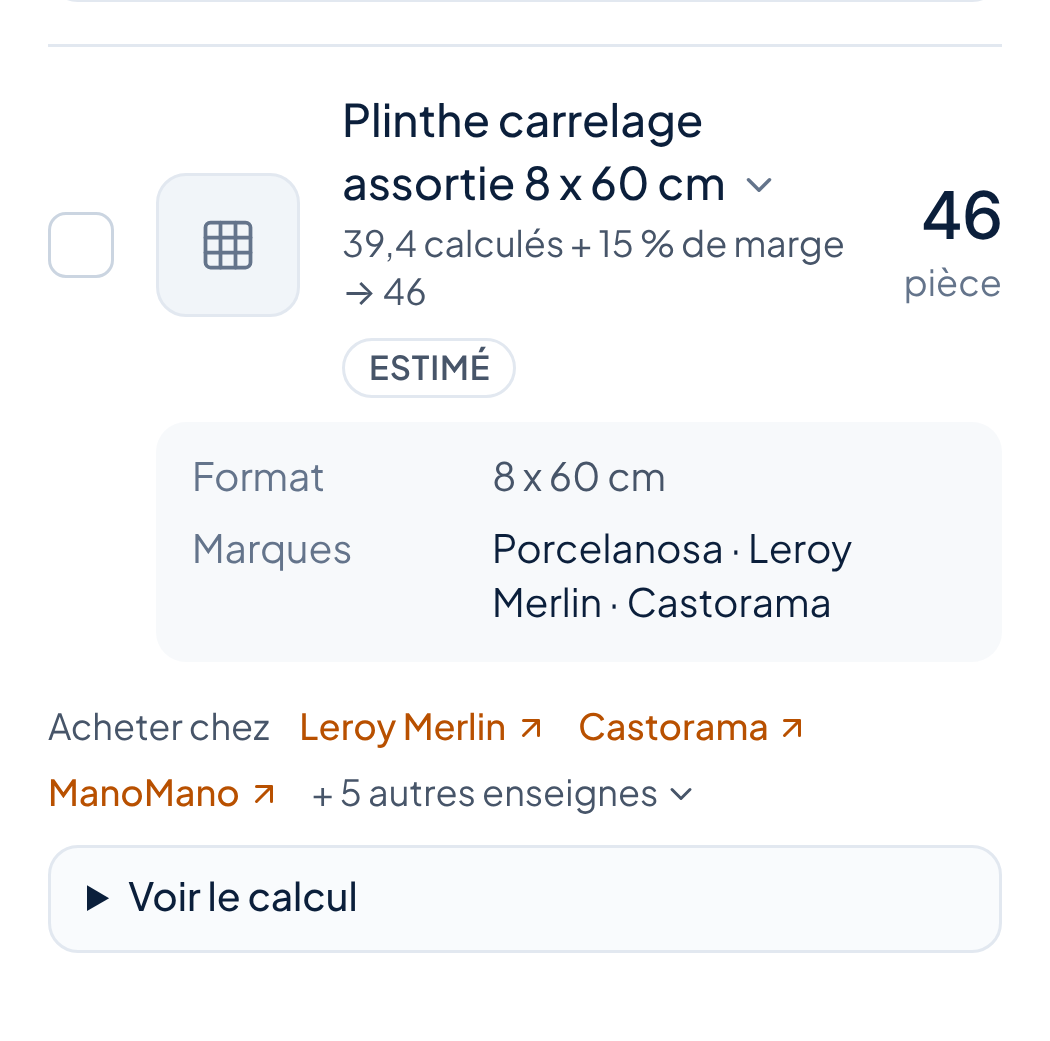 Plinthe carrelage
assortie 8 x 60 cm
39,4 calculés + 15 % de marge
→ 46
46
pièce
ESTIMÉ
Format 8 x 60 cm
Marques Porcelanosa · Leroy
Merlin · Castorama
Acheter chez Leroy Merlin ↗ Castorama ↗
ManoMano ↗ + 5 autres enseignes
▶ Voir le calcul